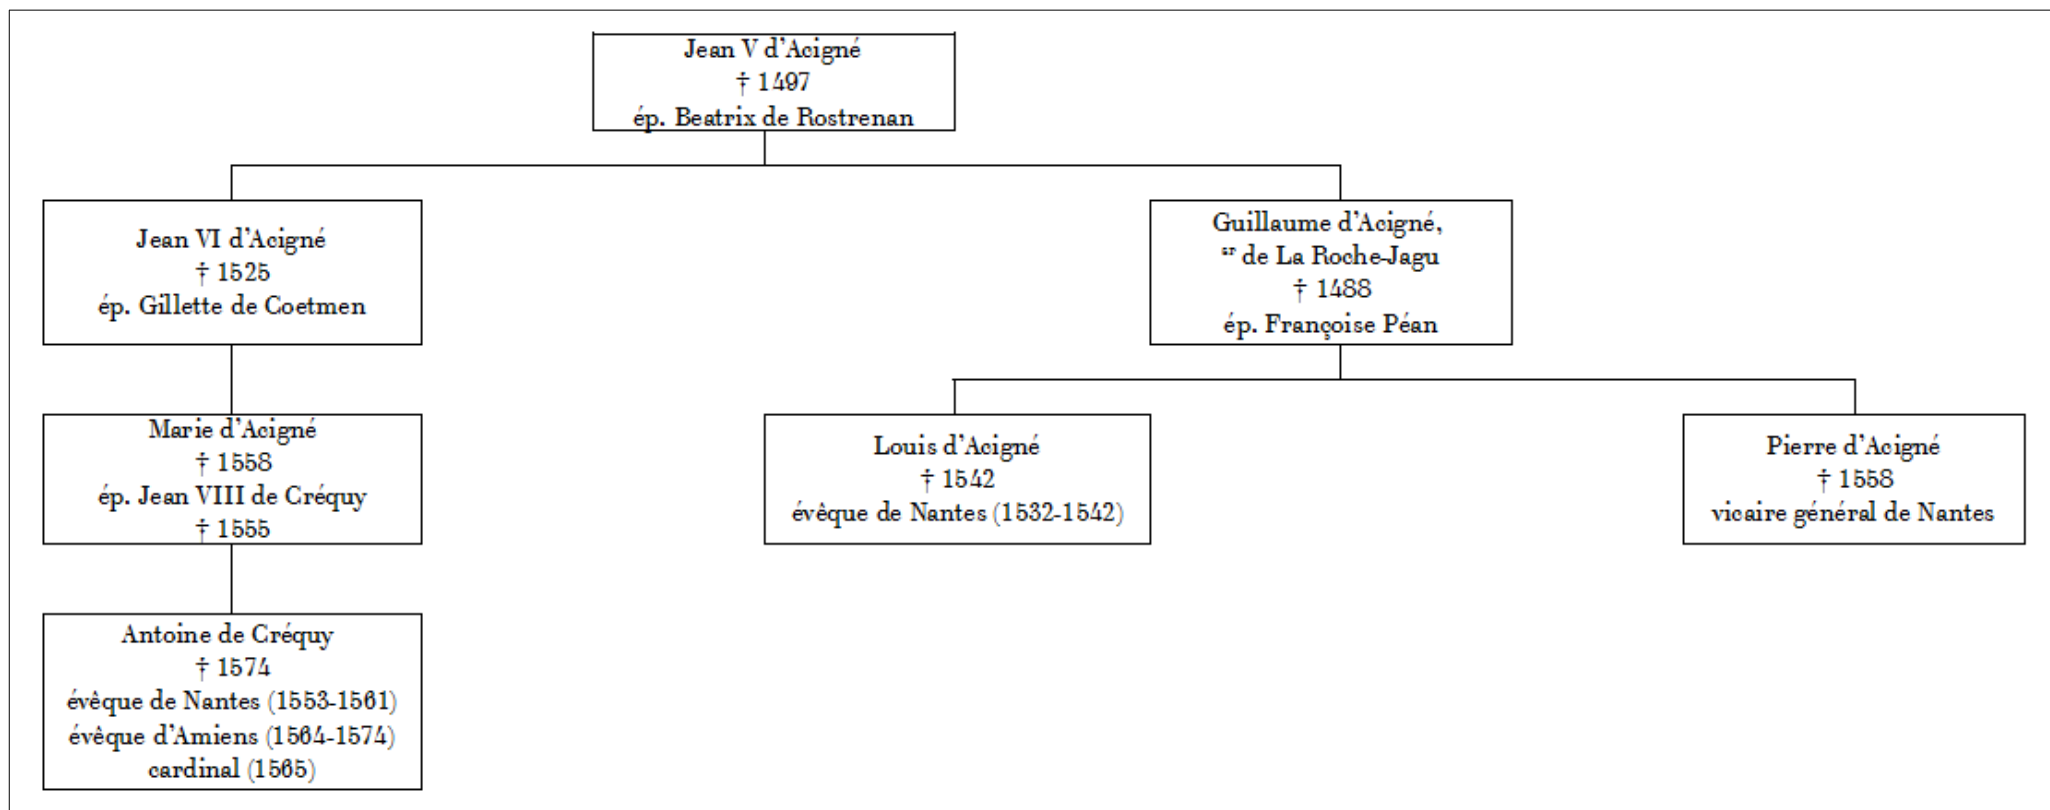 Jean V d'Acigné
† 1497
ép. Beatrix de Rostrenan
Jean VI d'Acigné
† 1525
ép. Gillette de Coetmen
Guillaume d'Acigné,
sr de La Roche-Jagu
† 1488
ép. Françoise Péan
Marie d'Acigné
† 1558
ép. Jean VIII de Créquy
† 1555
Louis d'Acigné
† 1542
évêque de Nantes (1532-1542)
Pierre d'Acigné
† 1558
vicaire général de Nantes
Antoine de Créquy
† 1574
évêque de Nantes (1553-1561)
évêque d'Amiens (1564-1574)
cardinal (1565)